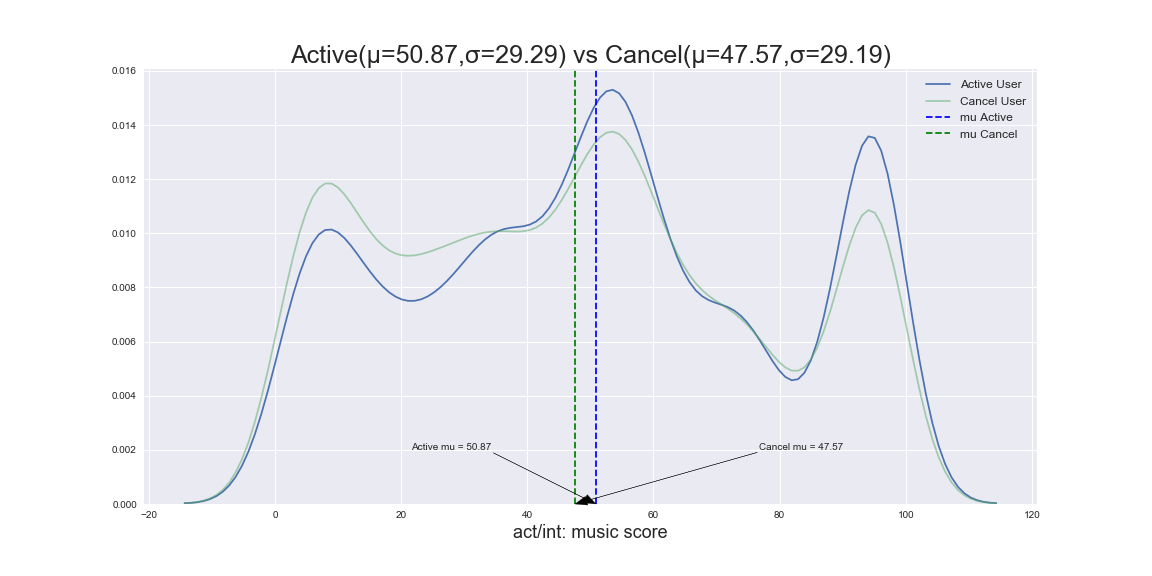 Active(μ=50.87,σ=29.29) vs Cancel(μ=47.57,σ=29.19)
0.016
0.014
0.012
0.010
0.008
0.006
0.004
0.002
0.000
Active User
Cancel User
mu Active
mu Cancel
Active mu = 50.87
Cancel mu = 47.57
−20
0
20
40
60
80
100
120
act/int: music score